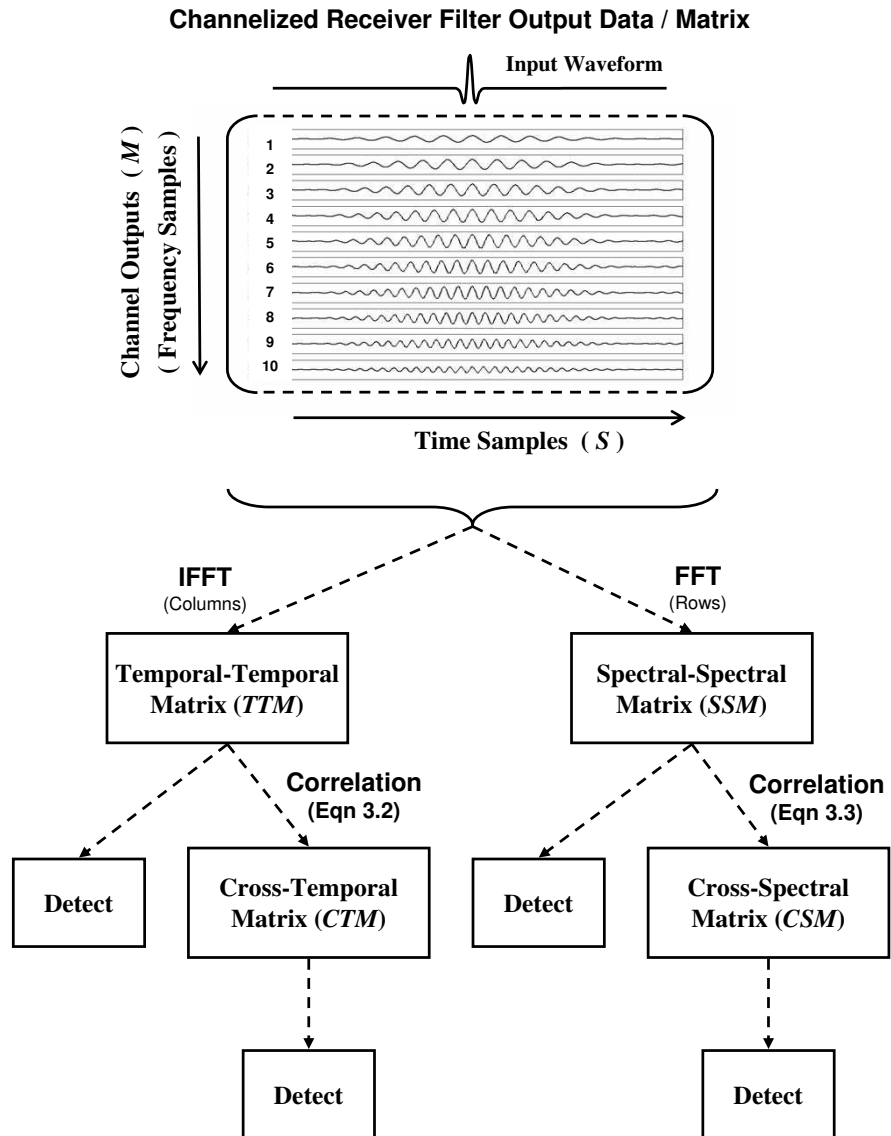 Channelized Receiver Filter Output Data / Matrix
Input Waveform
Channel Outputs ( M )
( Frequency Samples )
1
2
3
4
5
6
7
8
9
10
Time Samples ( S )
IFFT
(Columns)
FFT
(Rows)
Temporal-Temporal
Matrix (TTM)
Spectral-Spectral
Matrix (SSM)
Correlation
(Eqn 3.2)
Correlation
(Eqn 3.3)
Detect
Cross-Temporal
Matrix (CTM)
Detect
Cross-Spectral
Matrix (CSM)
Detect
Detect